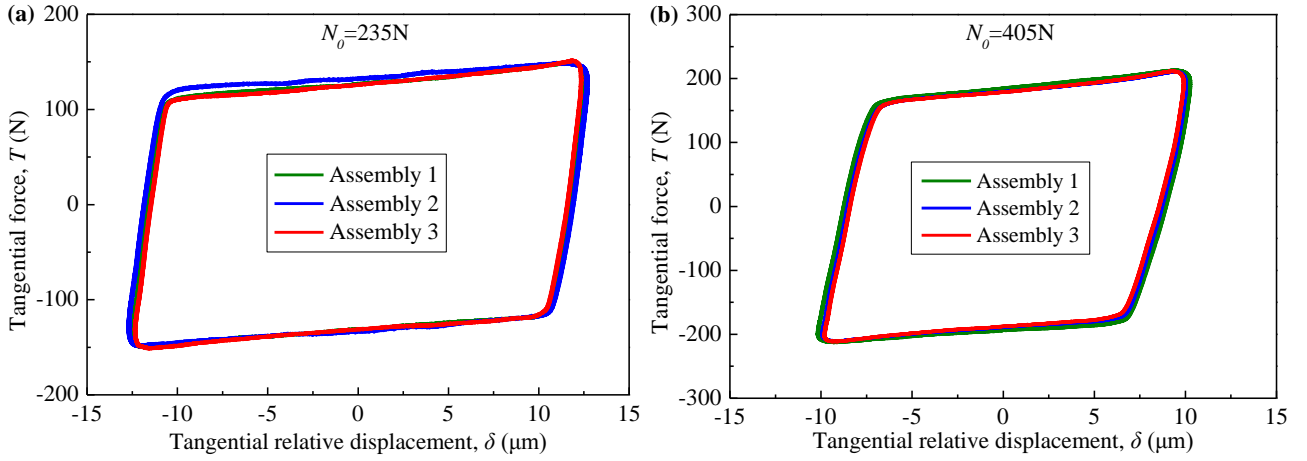 (a)
N₀=235N
Tangential force, T (N)
200
100
0
-100
-200
Assembly 1
Assembly 2
Assembly 3
-15 -10 -5 0 5 10 15
Tangential relative displacement, δ (μm)
(b)
N₀=405N
Tangential force, T (N)
400
300
200
100
0
-100
-200
-300
Assembly 1
Assembly 2
Assembly 3
-15 -10 -5 0 5 10 15
Tangential relative displacement, δ (μm)